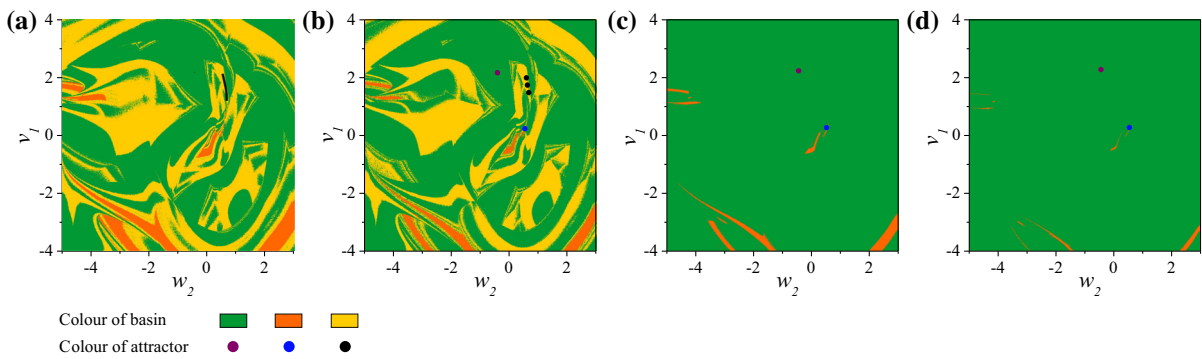 (a) (b) (c) (d)
4 4 4 4
2 2 2 2
v1 0 v1 0 v1 0 v1 0
-2 -2 -2 -2
-4 -4 -4 -4
-4 -2 0 2 -4 -2 0 2 -4 -2 0 2 -4 -2 0 2
w2 w2 w2 w2
Colour of basin
Colour of attractor